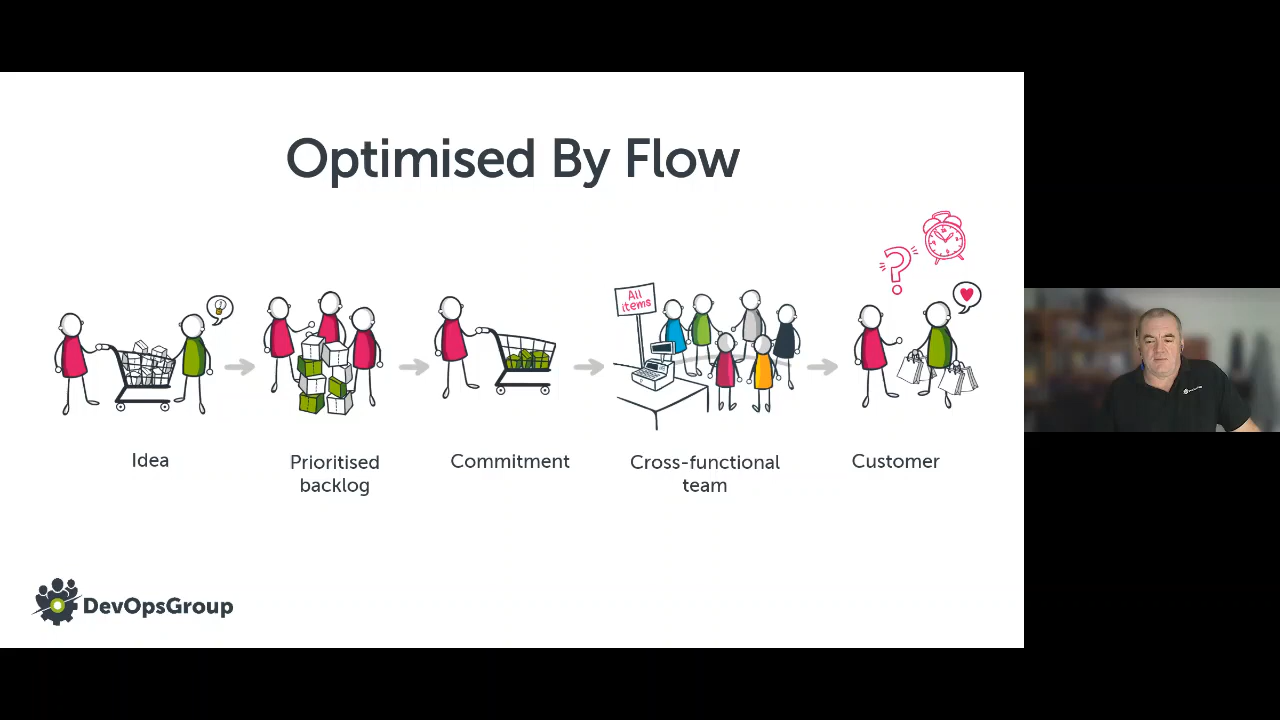 Optimised By Flow
All
items
Idea
Prioritised
backlog
Commitment
Cross-functional
team
Customer
DevOpsGroup